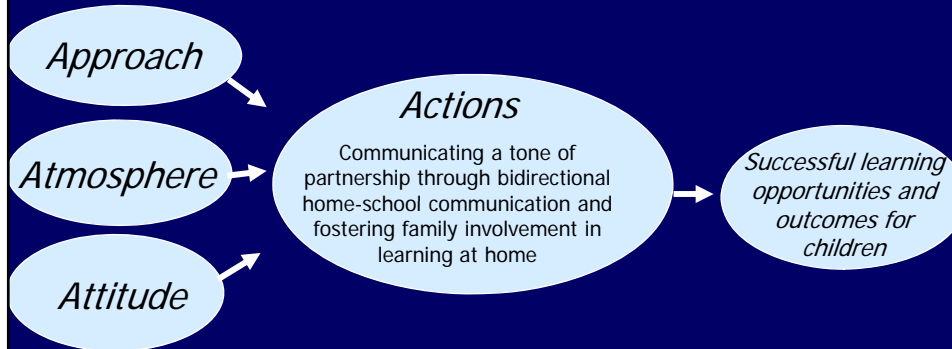 Approach
Atmosphere
Attitude
Actions
Communicating a tone of
partnership through bidirectional
home-school communication and
fostering family involvement in
learning at home
Successful learning
opportunities and
outcomes for
children